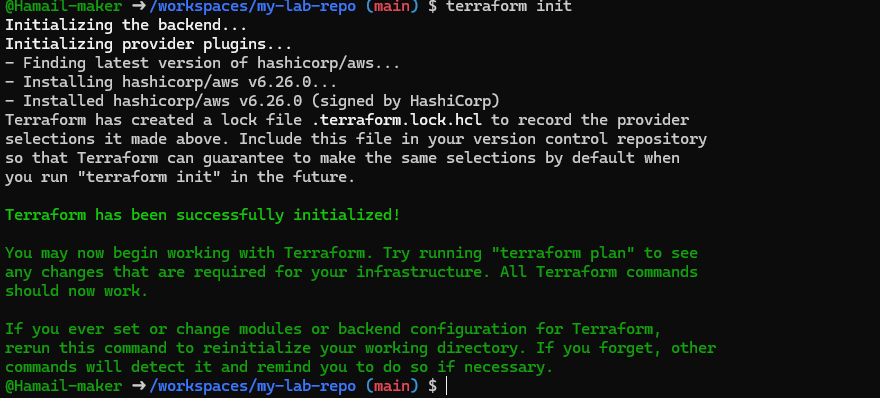 @Hamail-maker ➜/workspaces/my-lab-repo (main) $ terraform init
Initializing the backend...
Initializing provider plugins...
- Finding latest version of hashicorp/aws...
- Installing hashicorp/aws v6.26.0...
- Installed hashicorp/aws v6.26.0 (signed by HashiCorp)
Terraform has created a lock file .terraform.lock.hcl to record the provider
selections it made above. Include this file in your version control repository
so that Terraform can guarantee to make the same selections by default when
you run "terraform init" in the future.

Terraform has been successfully initialized!

You may now begin working with Terraform. Try running "terraform plan" to see
any changes that are required for your infrastructure. All Terraform commands
should now work.

If you ever set or change modules or backend configuration for Terraform,
rerun this command to reinitialize your working directory. If you forget, other
commands will detect it and remind you to do so if necessary.
@Hamail-maker ➜/workspaces/my-lab-repo (main) $